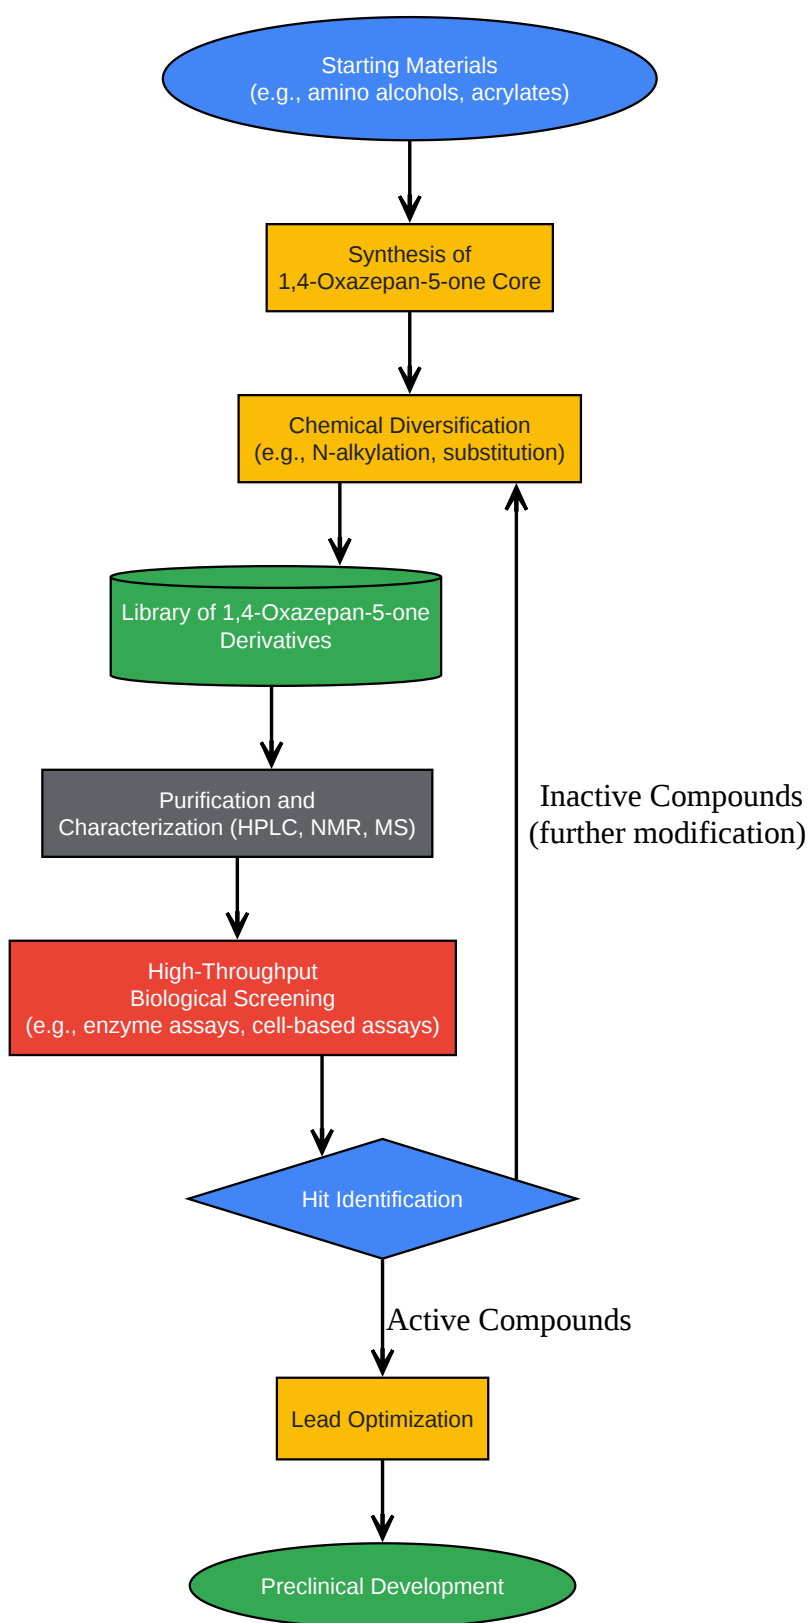 Starting Materials
(e.g., amino alcohols, acrylates)
Synthesis of
1,4-Oxazepan-5-one Core
Chemical Diversification
(e.g., N-alkylation, substitution)
Library of 1,4-Oxazepan-5-one
Derivatives
Purification and
Characterization (HPLC, NMR, MS)
Inactive Compounds
(further modification)
High-Throughput
Biological Screening
(e.g., enzyme assays, cell-based assays)
Hit Identification
Active Compounds
Lead Optimization
Preclinical Development